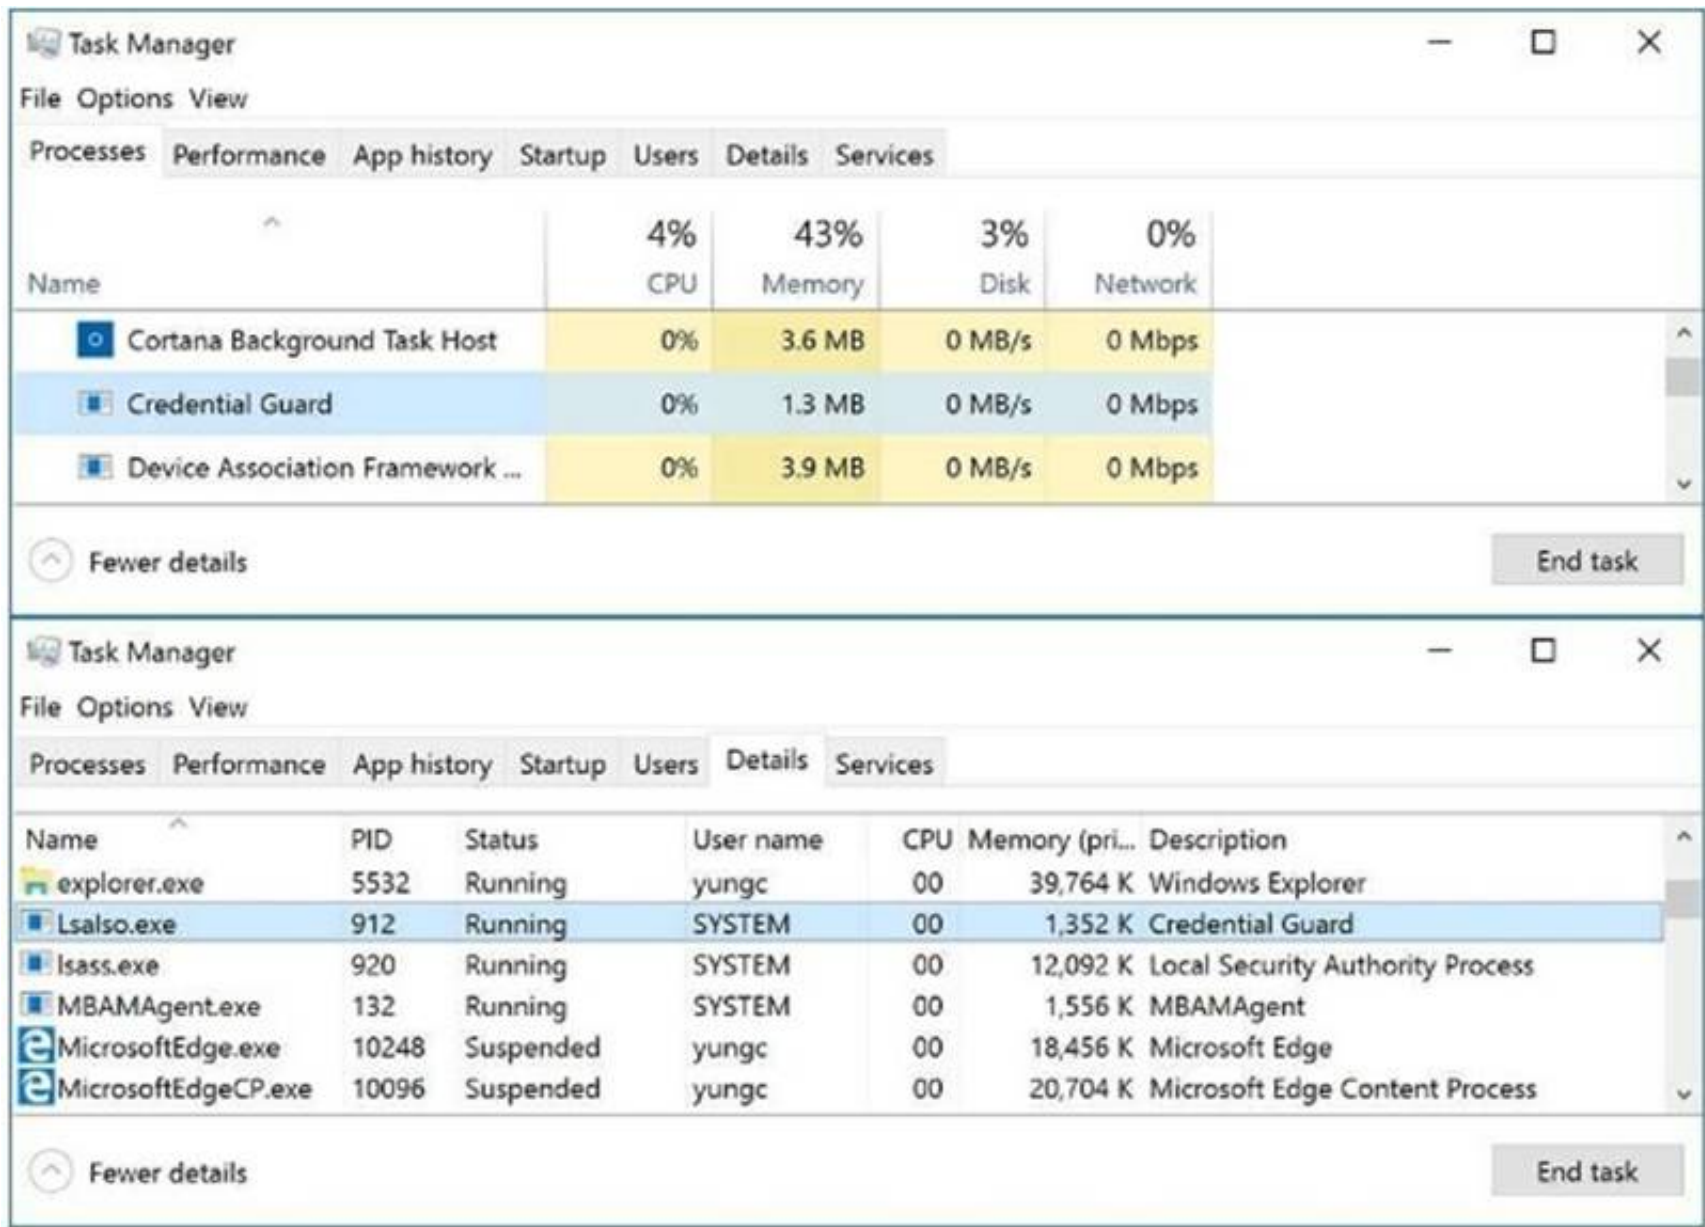 Task Manager
File Options View
Processes Performance App history Startup Users Details Services
4% 43% 3% 0%
Name CPU Memory Disk Network
Cortana Background Task Host 0% 3.6 MB 0 MB/s 0 Mbps
Credential Guard 0% 1.3 MB 0 MB/s 0 Mbps
Device Association Framework ... 0% 3.9 MB 0 MB/s 0 Mbps
Fewer details End task
Task Manager
File Options View
Processes Performance App history Startup Users Details Services
Name PID Status User name CPU Memory (pri... Description
explorer.exe 5532 Running yungc 00 39,764 K Windows Explorer
LsaIso.exe 912 Running SYSTEM 00 1,352 K Credential Guard
lsass.exe 920 Running SYSTEM 00 12,092 K Local Security Authority Process
MBAMAgent.exe 132 Running SYSTEM 00 1,556 K MBAMAgent
MicrosoftEdge.exe 10248 Suspended yungc 00 18,456 K Microsoft Edge
MicrosoftEdgeCP.exe 10096 Suspended yungc 00 20,704 K Microsoft Edge Content Process
Fewer details End task